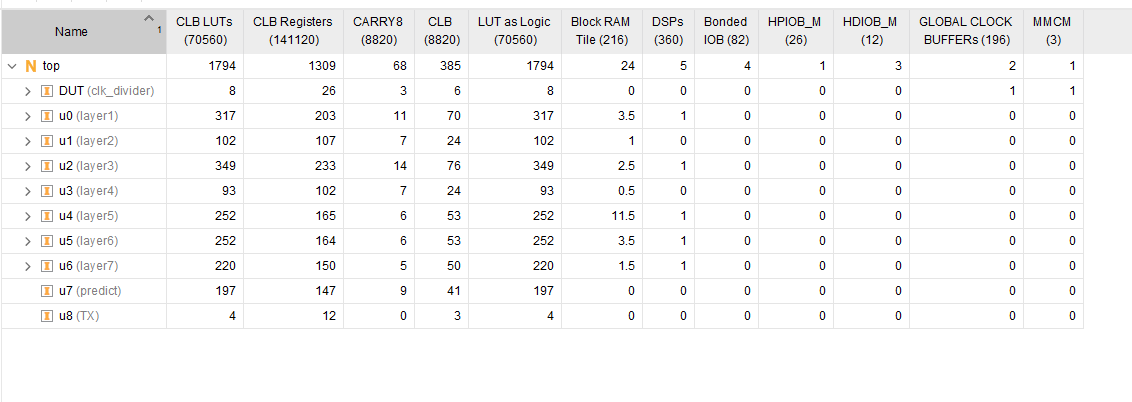 Name 1 CLB LUTs (70560) CLB Registers (141120) CARRY8 (8820) CLB (8820) LUT as Logic (70560) Block RAM Tile (216) DSPs (360) Bonded IOB (82) HPIOB_M (26) HDIOB_M (12) GLOBAL CLOCK BUFFERs (196) MMCM (3)
N top 1794 1309 68 385 1794 24 5 4 1 3 2 1
I DUT (clk_divider) 8 26 3 6 8 0 0 0 0 0 1 1
I u0 (layer1) 317 203 11 70 317 3.5 1 0 0 0 0 0
I u1 (layer2) 102 107 7 24 102 1 0 0 0 0 0 0
I u2 (layer3) 349 233 14 76 349 2.5 1 0 0 0 0 0
I u3 (layer4) 93 102 7 24 93 0.5 0 0 0 0 0 0
I u4 (layer5) 252 165 6 53 252 11.5 1 0 0 0 0 0
I u5 (layer6) 252 164 6 53 252 3.5 1 0 0 0 0 0
I u6 (layer7) 220 150 5 50 220 1.5 1 0 0 0 0 0
I u7 (predict) 197 147 9 41 197 0 0 0 0 0 0 0
I u8 (TX) 4 12 0 3 4 0 0 0 0 0 0 0